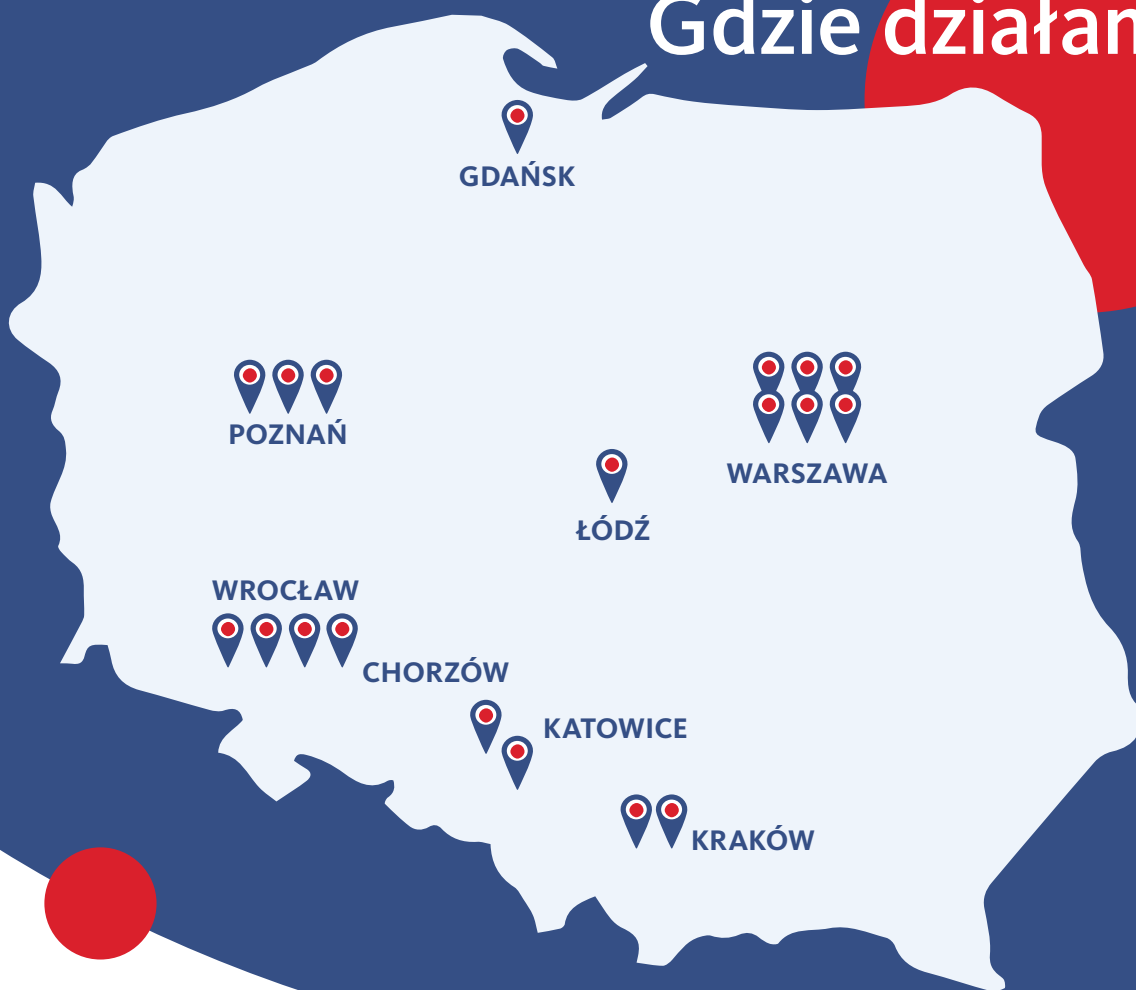 Gdzie działan
GDAŃSK
POZNAŃ
WARSZAWA
ŁÓDŹ
WROCŁAW
CHORZÓW
KATOWICE
KRAKÓW